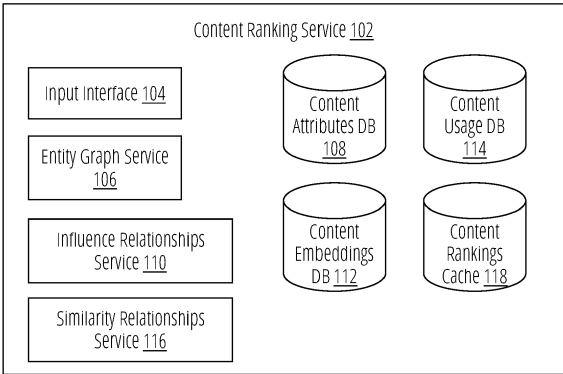 Content Ranking Service 102
Input Interface 104
Entity Graph Service
106
Influence Relationships
Service 110
Similarity Relationships
Service 116
Content
Attributes DB
108
Content
Usage DB
114
Content
Embeddings
DB 112
Content
Rankings
Cache 118